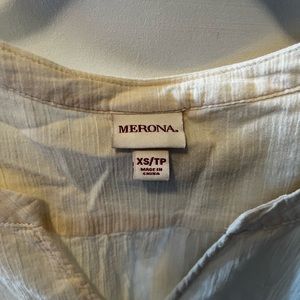 MERONA.
XS/TP
MADE IN
CHINA